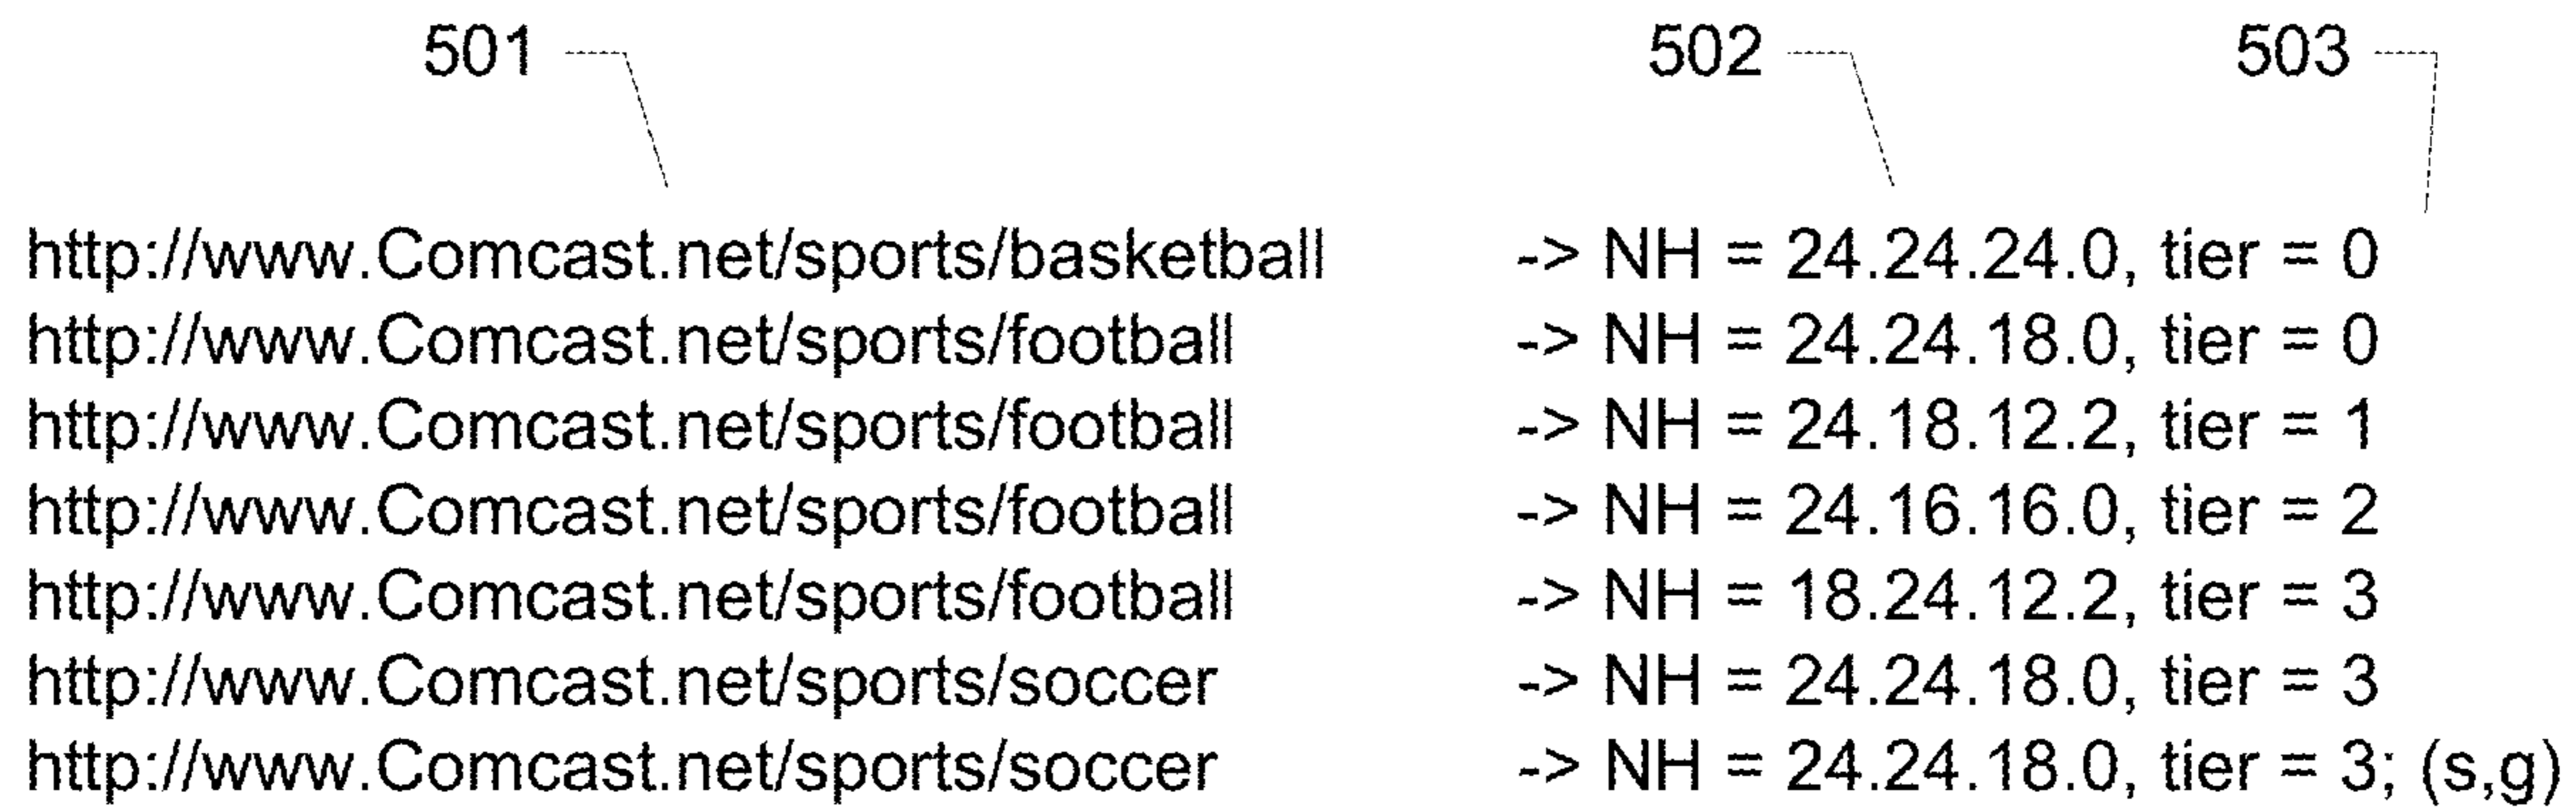 501 502 503
http://www.Comcast.net/sports/basketball -> NH = 24.24.24.0, tier = 0
http://www.Comcast.net/sports/football -> NH = 24.24.18.0, tier = 0
http://www.Comcast.net/sports/football -> NH = 24.18.12.2, tier = 1
http://www.Comcast.net/sports/football -> NH = 24.16.16.0, tier = 2
http://www.Comcast.net/sports/football -> NH = 18.24.12.2, tier = 3
http://www.Comcast.net/sports/soccer -> NH = 24.24.18.0, tier = 3
http://www.Comcast.net/sports/soccer -> NH = 24.24.18.0, tier = 3; (s,g)